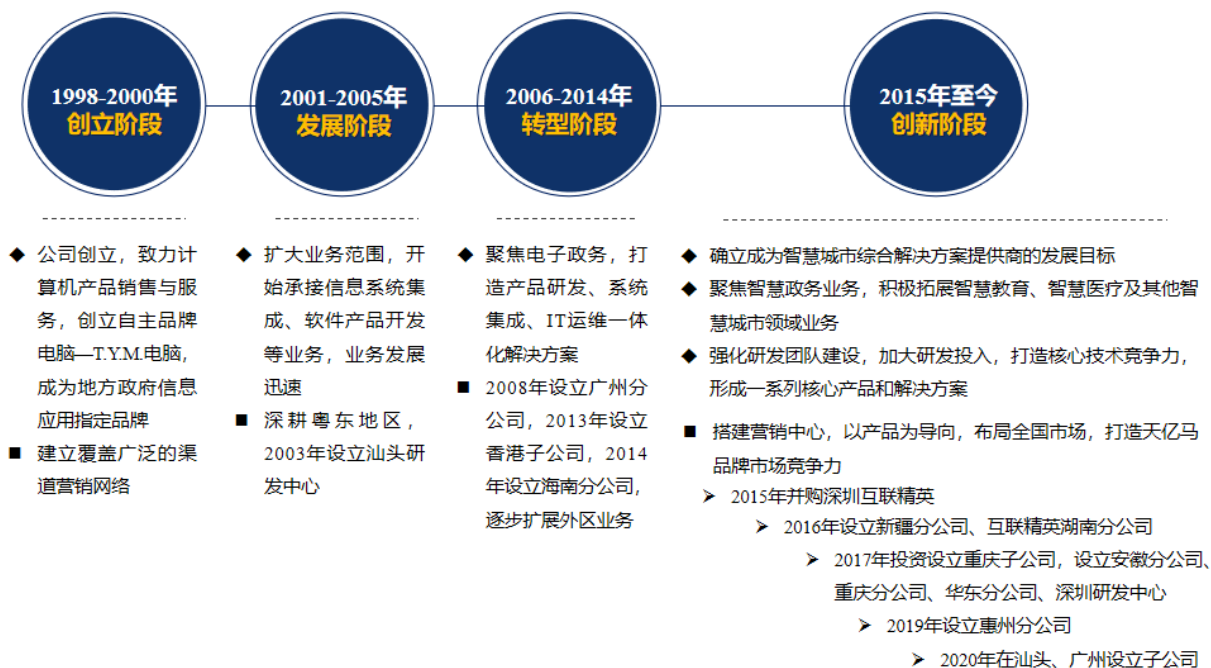 1998-2000年
创立阶段
2001-2005年
发展阶段
2006-2014年
转型阶段
2015年至今
创新阶段
◆ 公司创立，致力计
算机产品销售与服
务，创立自主品牌
电脑—T.Y.M.电脑，
成为地方政府信息
应用指定品牌
■ 建立覆盖广泛的渠
道营销网络
◆ 扩大业务范围，开
始承接信息系统集
成、软件产品开发
等业务，业务发展
迅速
■ 深耕粤东地区，
2003年设立汕头研
发中心
◆ 聚焦电子政务，打
造产品研发、系统
集成、IT运维一体
化解决方案
■ 2008年设立广州分
公司，2013年设立
香港子公司，2014
年设立海南分公司，
逐步扩展外区业务
◆ 确立成为智慧城市综合解决方案提供商的发展目标
◆ 聚焦智慧政务业务，积极拓展智慧教育、智慧医疗及其他智
慧城市领域业务
◆ 强化研发团队建设，加大研发投入，打造核心技术竞争力，
形成一系列核心产品和解决方案
■ 搭建营销中心，以产品为导向，布局全国市场，打造天亿马
品牌市场竞争力
➢ 2015年并购深圳互联精英
➢ 2016年设立新疆分公司、互联精英湖南分公司
➢ 2017年投资设立重庆子公司，设立安徽分公司、
重庆分公司、华东分公司、深圳研发中心
➢ 2019年设立惠州分公司
➢ 2020年在汕头、广州设立子公司